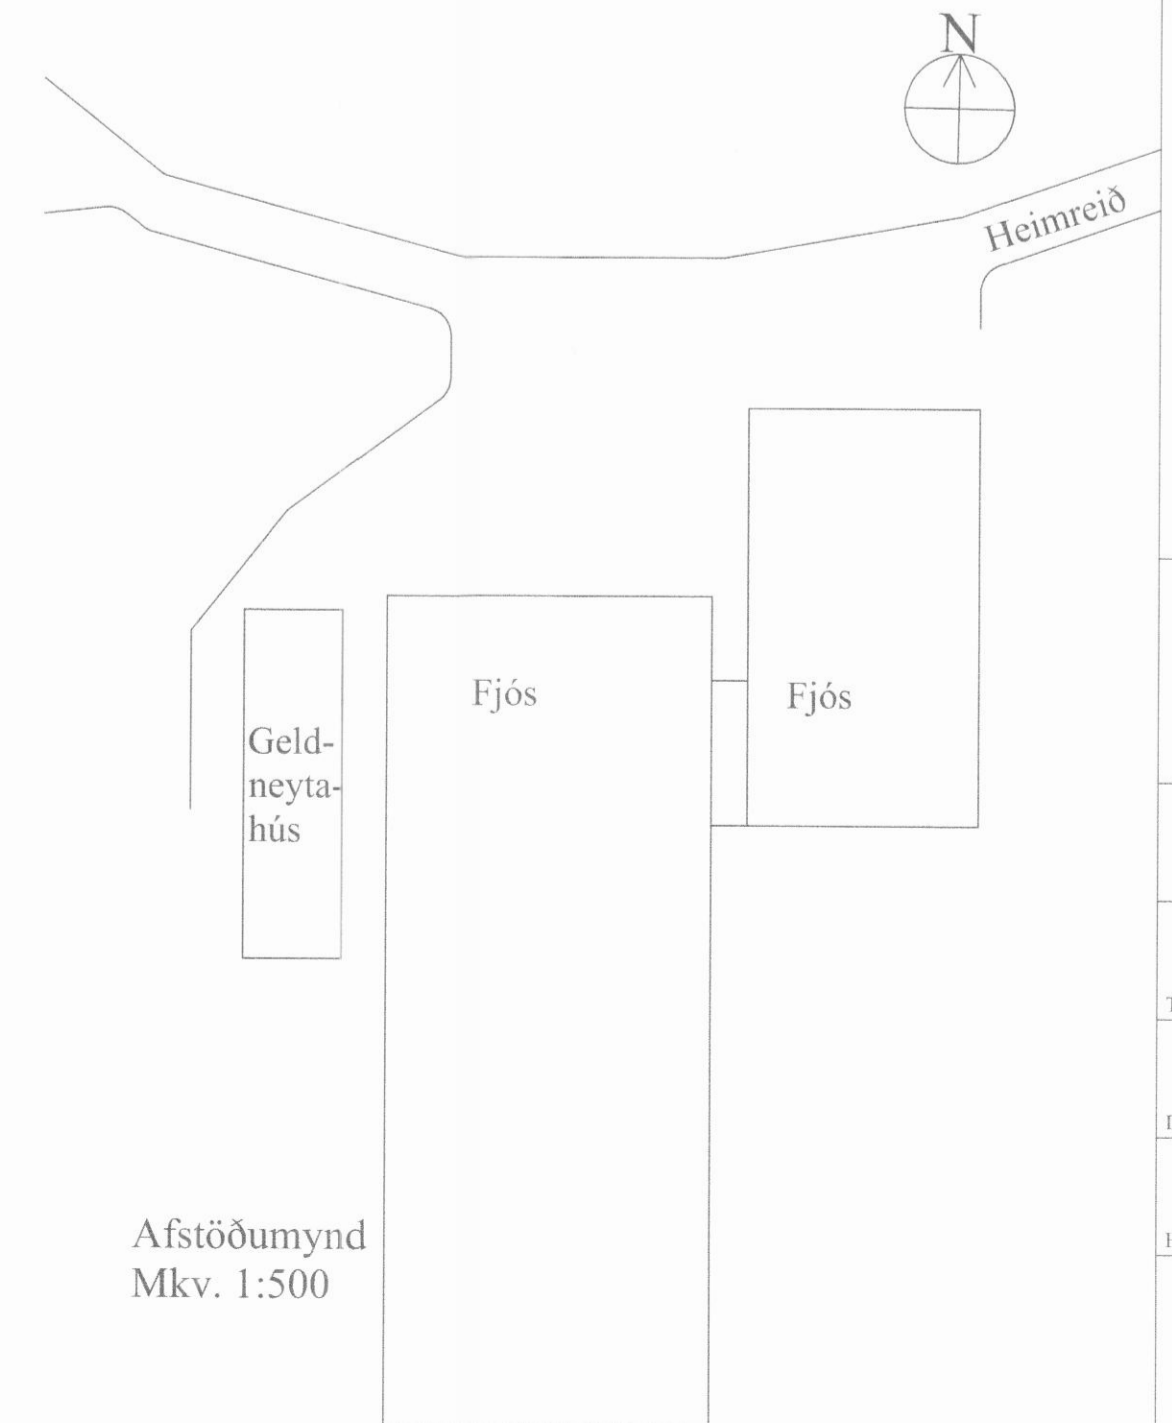 N
Heimreið
Fjós
Fjós
Geld-
neyta-
hús
Afstöðumynd
Mkv. 1:500